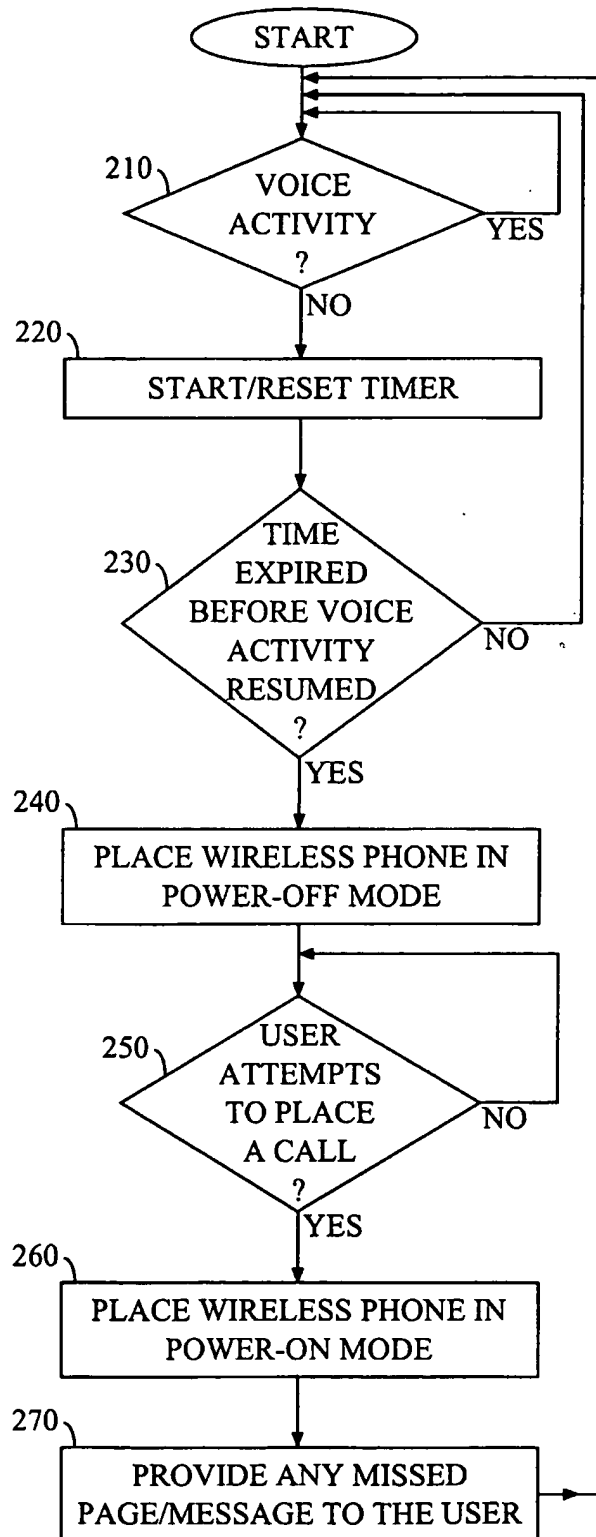 START
210
VOICE
ACTIVITY
?
YES
NO
220
START/RESET TIMER
230
TIME
EXPIRED
BEFORE VOICE
ACTIVITY
RESUMED
?
NO
YES
240
PLACE WIRELESS PHONE IN
POWER-OFF MODE
250
USER
ATTEMPTS
TO PLACE
A CALL
?
NO
YES
260
PLACE WIRELESS PHONE IN
POWER-ON MODE
270
PROVIDE ANY MISSED
PAGE/MESSAGE TO THE USER